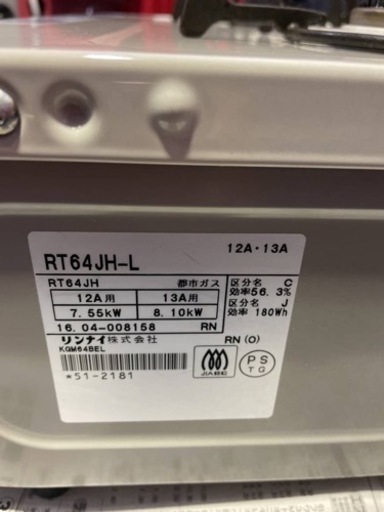 12A・13A
RT64JH-L
RT64JH 都市ガス
12A用 13A用
7.55kW 8.10kW
16.04-008158 RN
区分名 C
効率56.3%
区分名 J
効率 180Wh
リンナイ株式会社 RN(O)
KGM64BEL
*51-2181
JIA認証
PS
TG